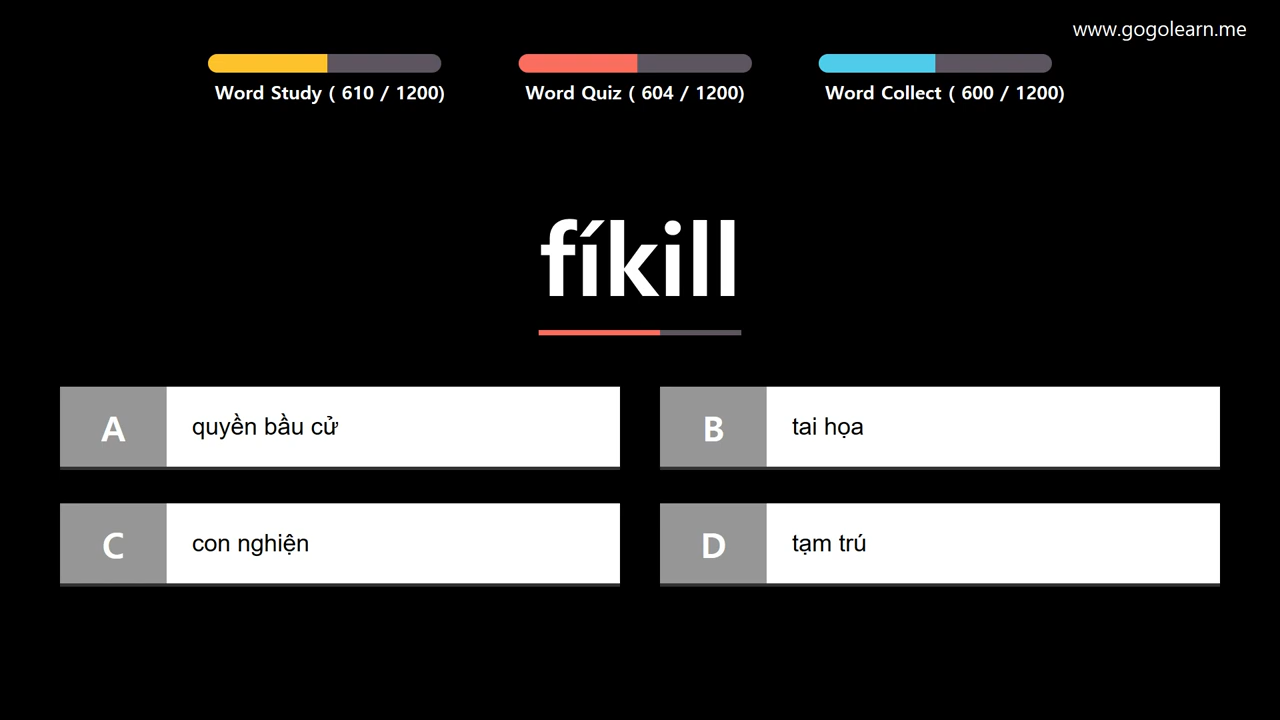 www.gogolearn.me
Word Study ( 610 / 1200)
Word Quiz ( 604 / 1200)
Word Collect ( 600 / 1200)
fíkill
A quyền bầu cử
B tai họa
C con nghiện
D tạm trú